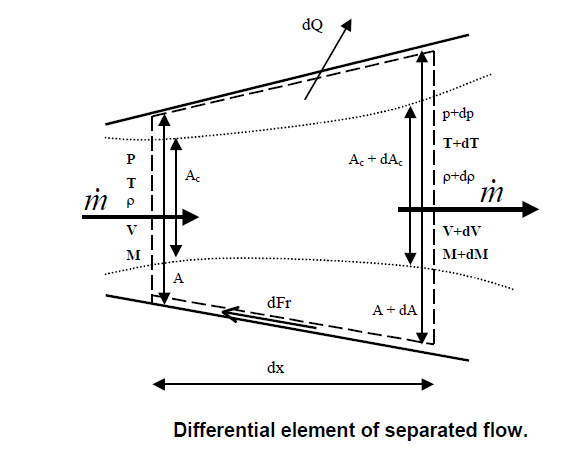 dQ
p+dp
T+dT
ρ+dρ
ṁ
V+dV
M+dM
A_c + dA_c
A_c
P
T
ρ
ṁ
V
M
A
dFr
A + dA
dx
Differential element of separated flow.